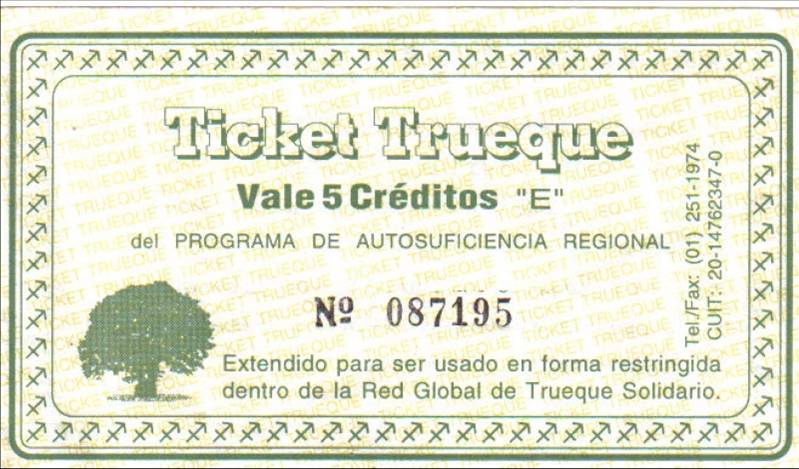 Ticket Trueque
Vale 5 Créditos "E"
del PROGRAMA DE AUTOSUFICIENCIA REGIONAL
Nº 087195
Extendido para ser usado en forma restringida
dentro de la Red Global de Trueque Solidario.
Tel./Fax: (01) 251-1974
CUIT: 20-14762347-0